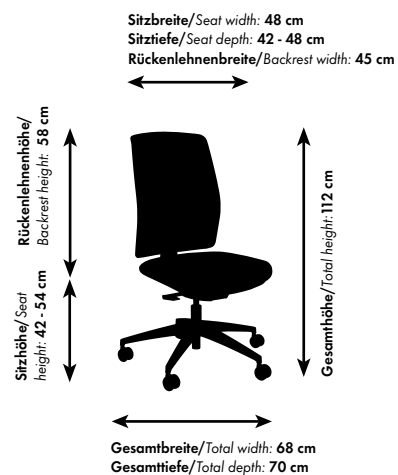 Sitzbreite/Seat width: 48 cm
Sitztiefe/Seat depth: 42 - 48 cm
Rückenlehnenbreite/Backrest width: 45 cm
Rückenlehnenhöhe/
Backrest height: 58 cm
Sitzhöhe/Seat
height: 42 - 54 cm
Gesamthöhe/Total height:112 cm
Gesamtbreite/Total width: 68 cm
Gesamttiefe/Total depth: 70 cm